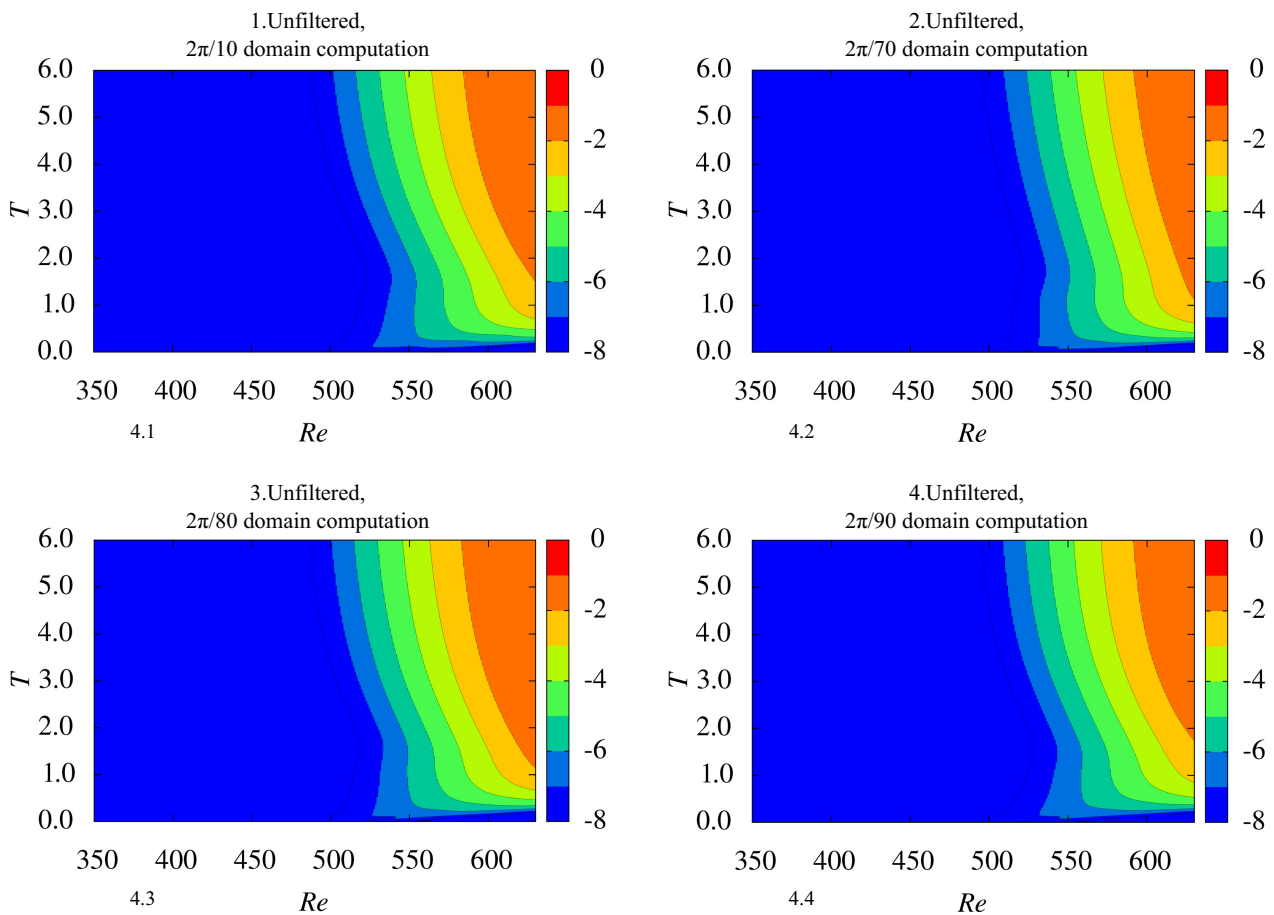 1.Unfiltered,
2π/10 domain computation
6.0
5.0
4.0
3.0
2.0
1.0
0.0
T
350 400 450 500 550 600
4.1
Re
0
-2
-4
-6
-8
2.Unfiltered,
2π/70 domain computation
6.0
5.0
4.0
3.0
2.0
1.0
0.0
T
350 400 450 500 550 600
4.2
Re
0
-2
-4
-6
-8
3.Unfiltered,
2π/80 domain computation
6.0
5.0
4.0
3.0
2.0
1.0
0.0
T
350 400 450 500 550 600
4.3
Re
0
-2
-4
-6
-8
4.Unfiltered,
2π/90 domain computation
6.0
5.0
4.0
3.0
2.0
1.0
0.0
T
350 400 450 500 550 600
4.4
Re
0
-2
-4
-6
-8